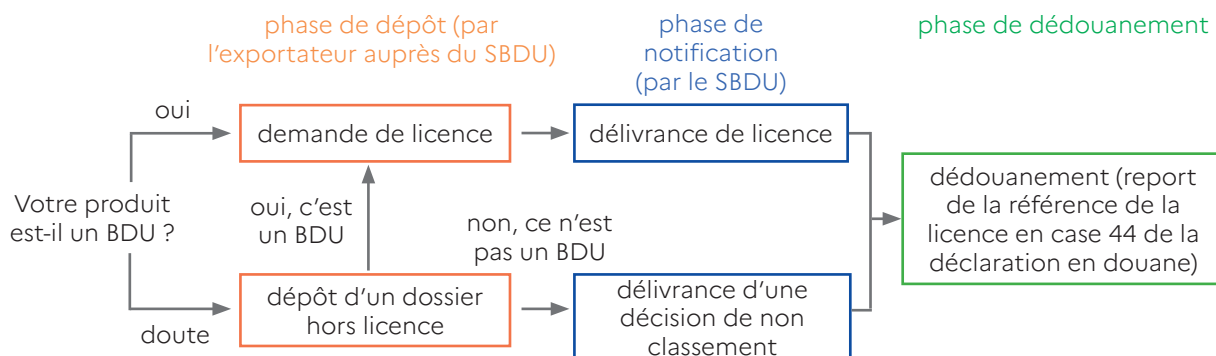 phase de dépôt (par
l'exportateur auprès du SBDU)
phase de
notification
(par le SBDU)
phase de dédouanement
oui
demande de licence
délivrance de licence
Votre produit
est-il un BDU ?
oui, c'est
un BDU
non, ce n'est
pas un BDU
dédouanement (report
de la référence de la
licence en case 44 de la
déclaration en douane)
doute
dépôt d'un dossier
hors licence
délivrance d'une
décision de non
classement